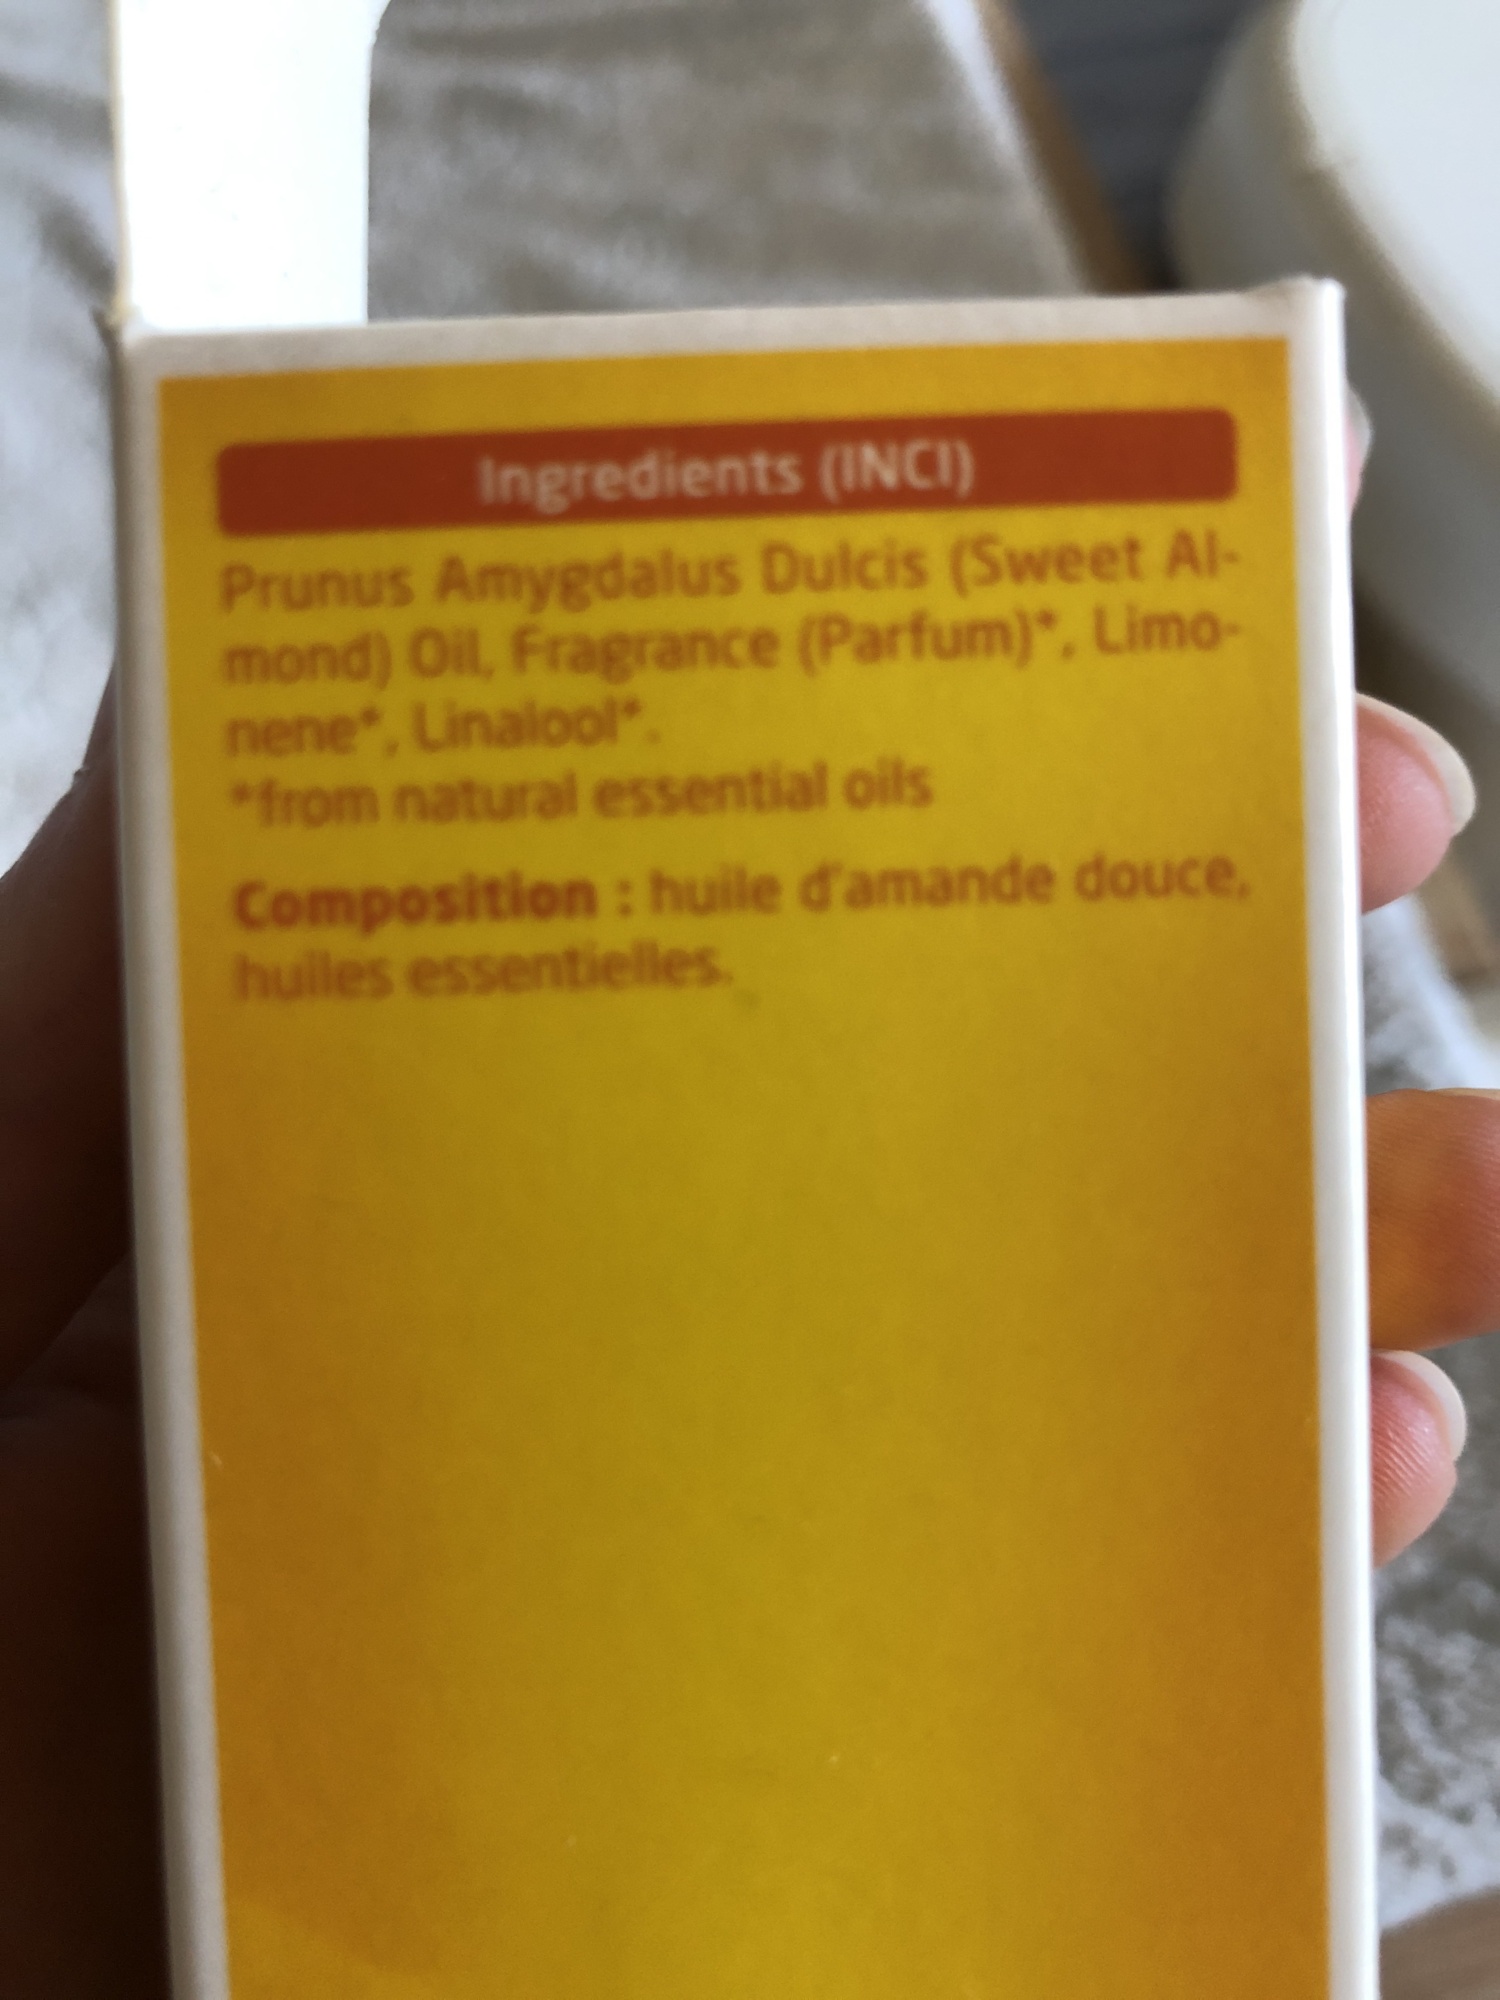 Ingredients (INCI)
Prunus Amygdalus Dulcis (Sweet Al-
mond) Oil, Fragrance (Parfum)*, Limo-
nene*, Linalool*.
*from natural essential oils
Composition : huile d'amande douce,
huiles essentielles.